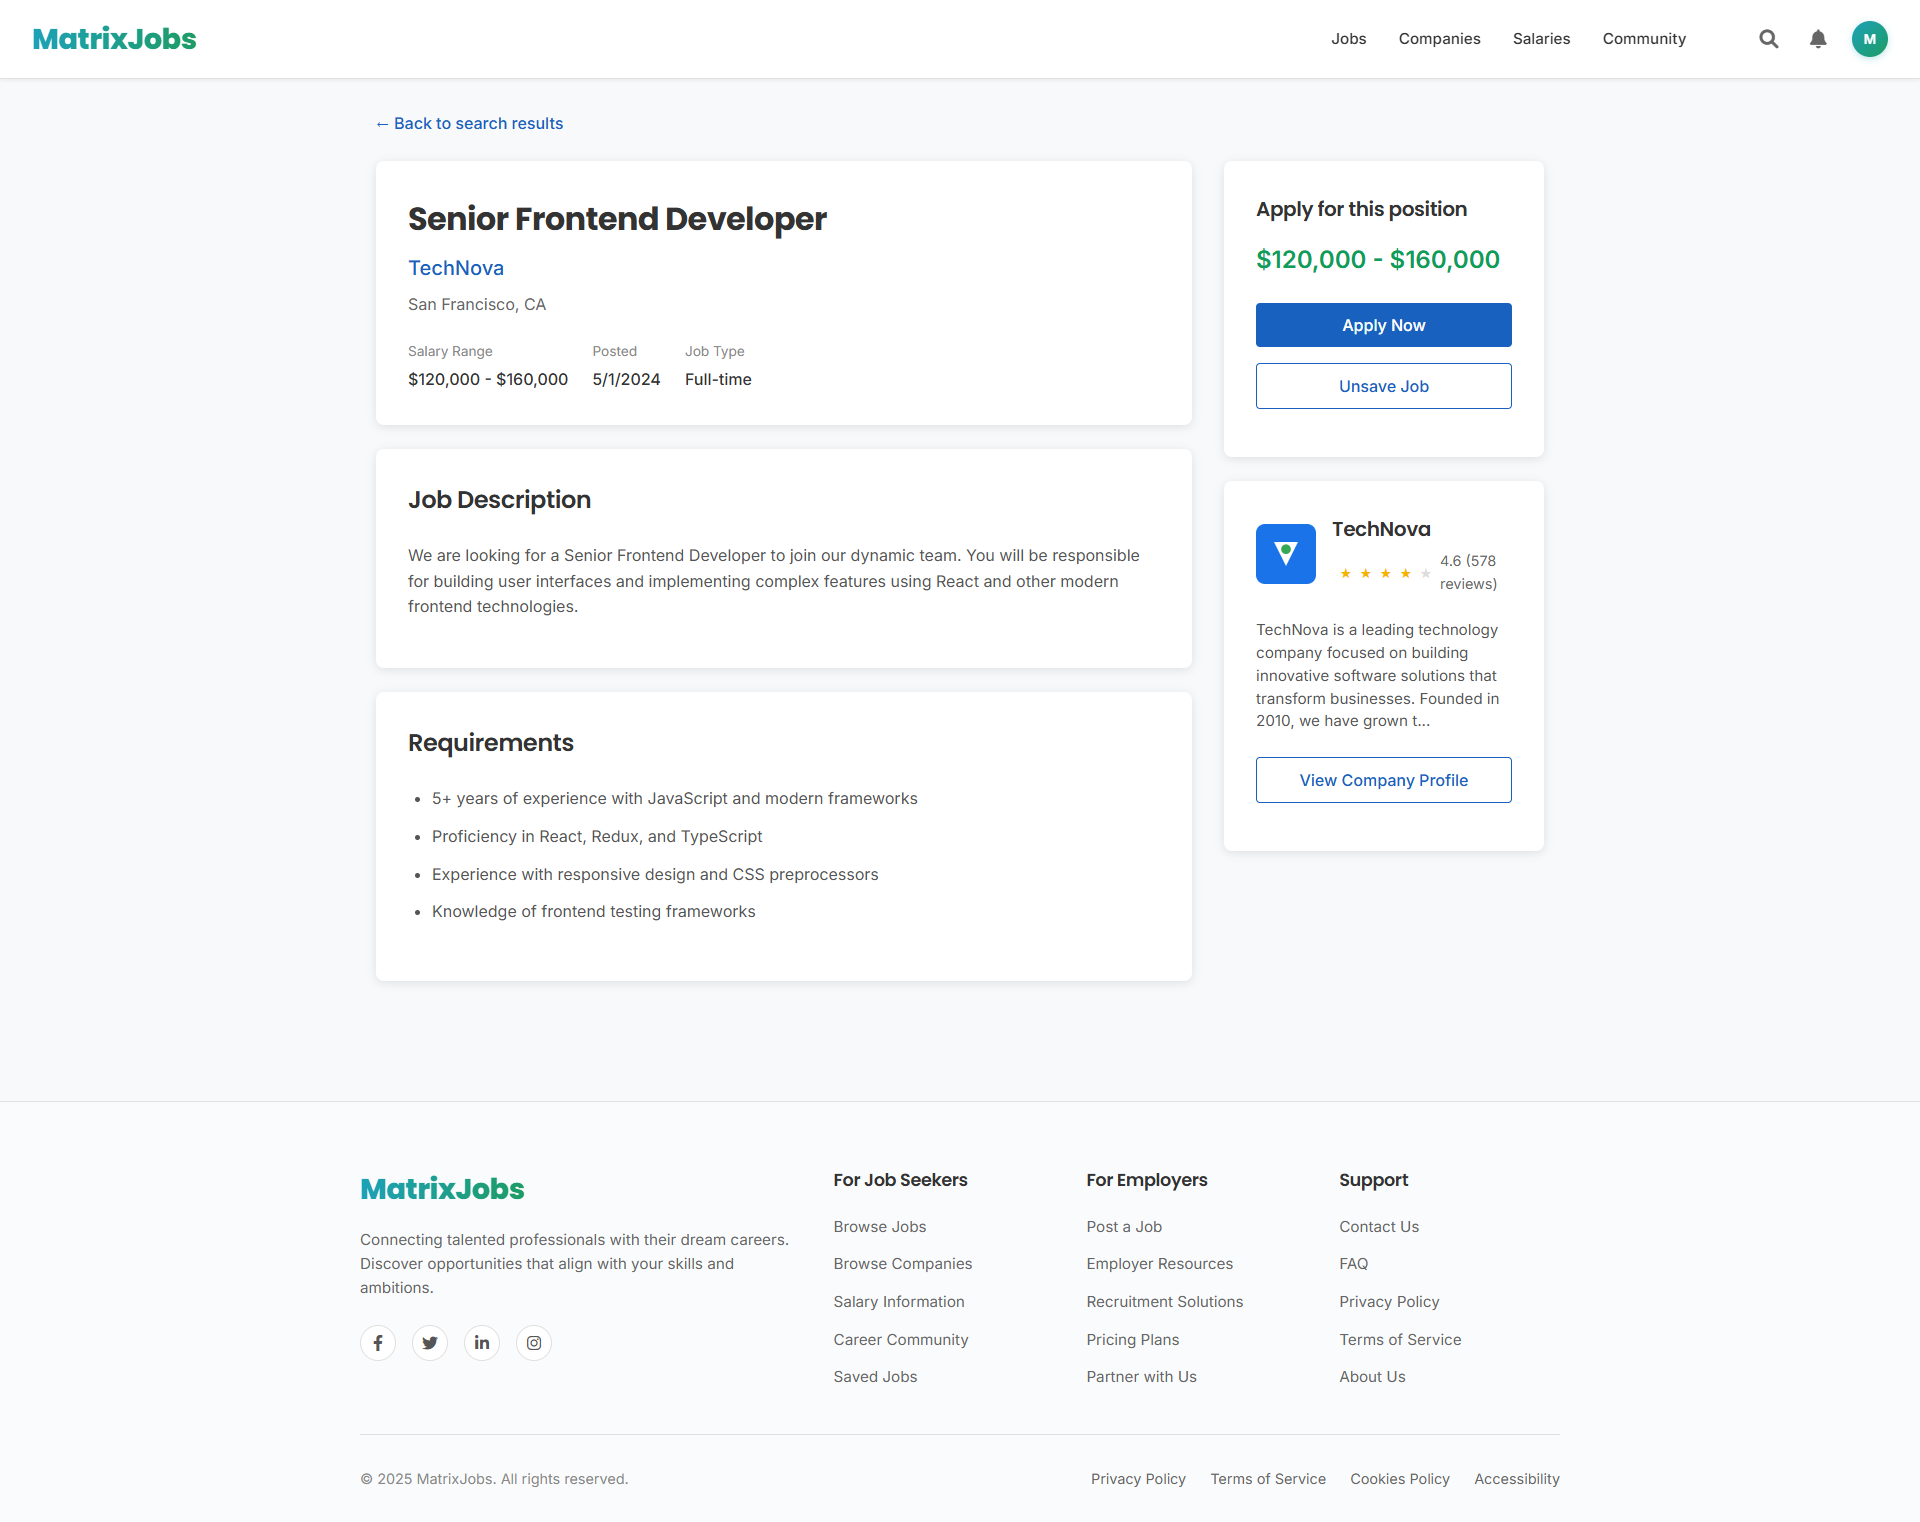 MatrixJobs
Jobs Companies Salaries Community
M
← Back to search results
Senior Frontend Developer
TechNova
San Francisco, CA
Salary Range Posted Job Type
$120,000 - $160,000 5/1/2024 Full-time
Job Description
We are looking for a Senior Frontend Developer to join our dynamic team. You will be responsible
for building user interfaces and implementing complex features using React and other modern
frontend technologies.
Requirements
• 5+ years of experience with JavaScript and modern frameworks
• Proficiency in React, Redux, and TypeScript
• Experience with responsive design and CSS preprocessors
• Knowledge of frontend testing frameworks
Apply for this position
$120,000 - $160,000
Apply Now
Unsave Job
TechNova
★ ★ ★ ★ ★ 4.6 (578
reviews)
TechNova is a leading technology
company focused on building
innovative software solutions that
transform businesses. Founded in
2010, we have grown t...
View Company Profile
MatrixJobs
Connecting talented professionals with their dream careers.
Discover opportunities that align with your skills and
ambitions.
For Job Seekers
Browse Jobs
Browse Companies
Salary Information
Career Community
Saved Jobs
For Employers
Post a Job
Employer Resources
Recruitment Solutions
Pricing Plans
Partner with Us
Support
Contact Us
FAQ
Privacy Policy
Terms of Service
About Us
© 2025 MatrixJobs. All rights reserved.
Privacy Policy Terms of Service Cookies Policy Accessibility